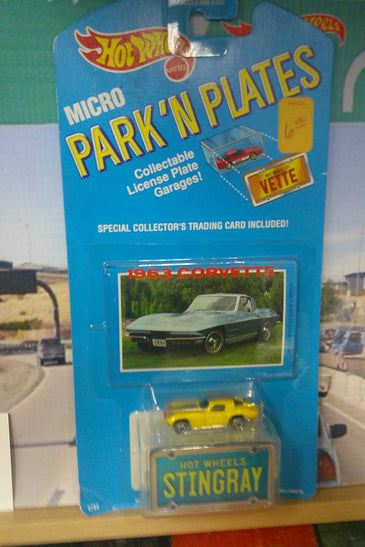 HOT WHEELS
MATTEL
MICRO
PARK 'N PLATES
6.00
Collectable
License Plate
Garages!
VETTE
SPECIAL COLLECTOR'S TRADING CARD INCLUDED!
1963 CORVETTE
HOT WHEELS
STINGRAY